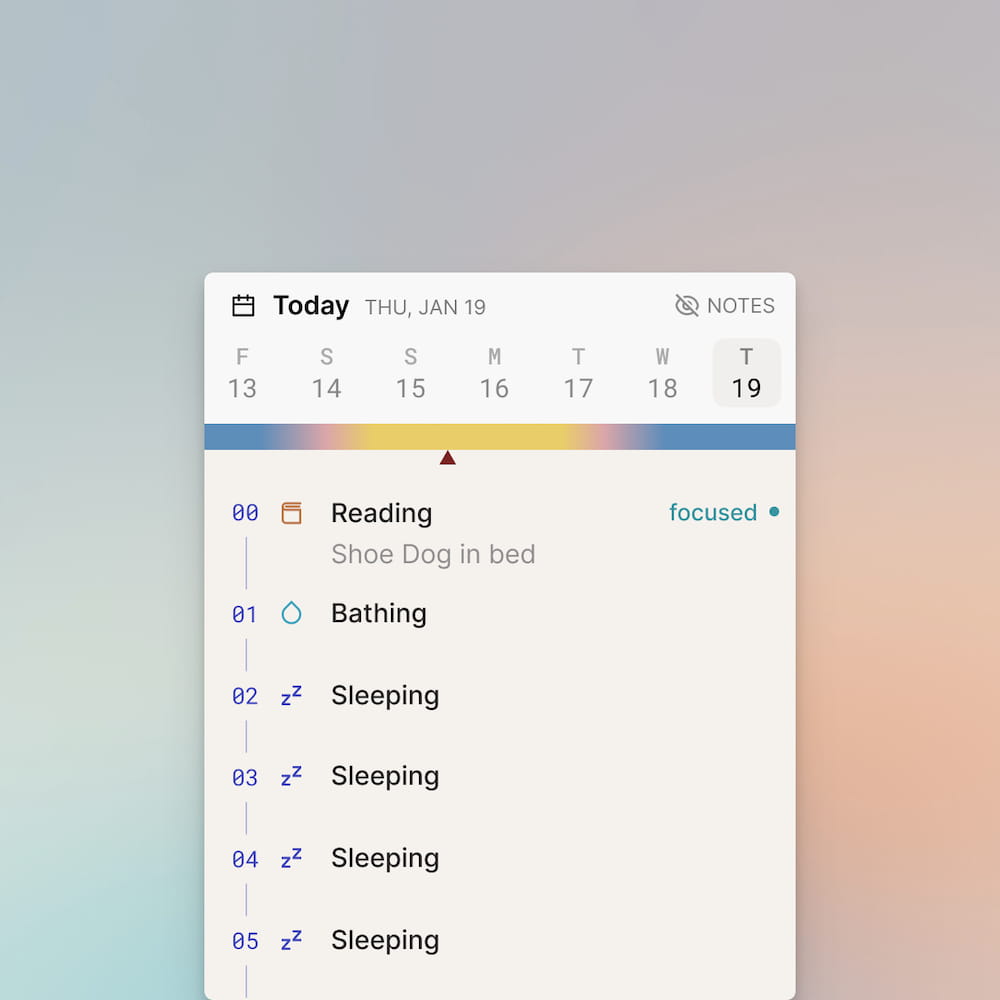 Today THU, JAN 19 NOTES
F S S M T W T
13 14 15 16 17 18 19
00 Reading focused
Shoe Dog in bed
01 Bathing
02 zz Sleeping
03 zz Sleeping
04 zz Sleeping
05 zz Sleeping